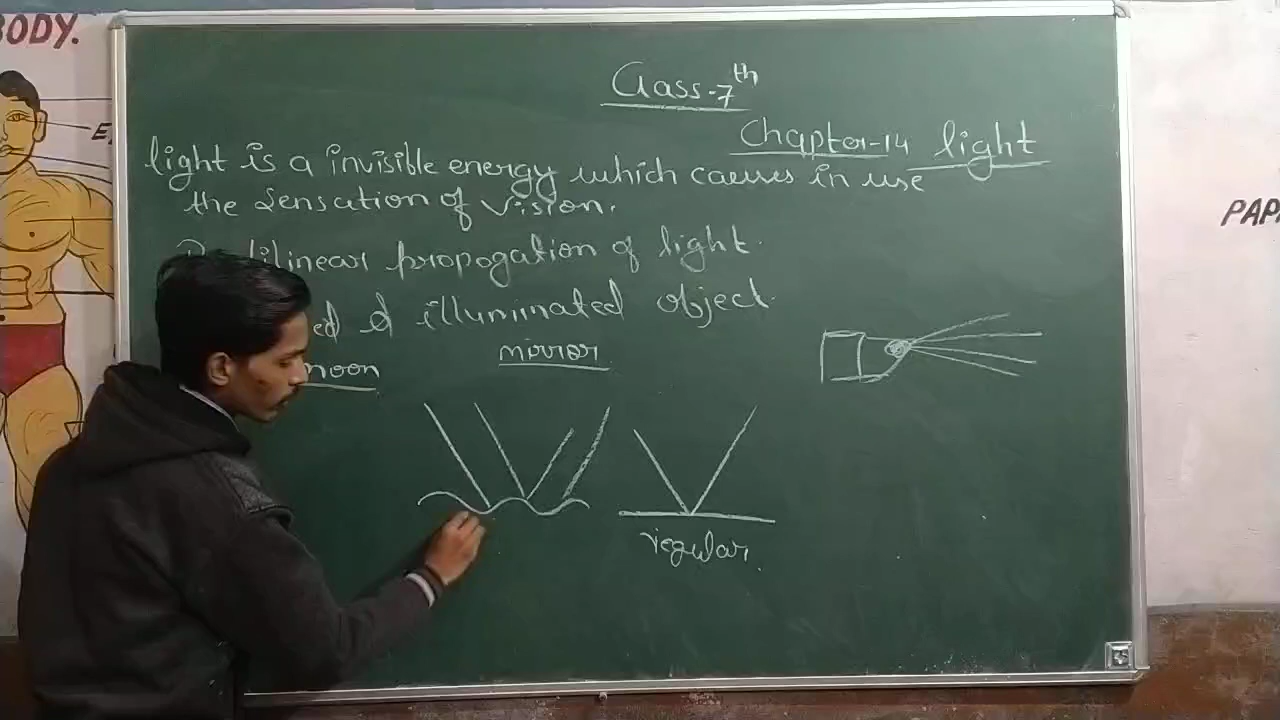 BODY.
Class-7th
Chapter-14 light
light is a invisible energy which causes in use
the sensation of vision.
propogation of light.
& illuminated object.
moon
mirror
regular
PAP